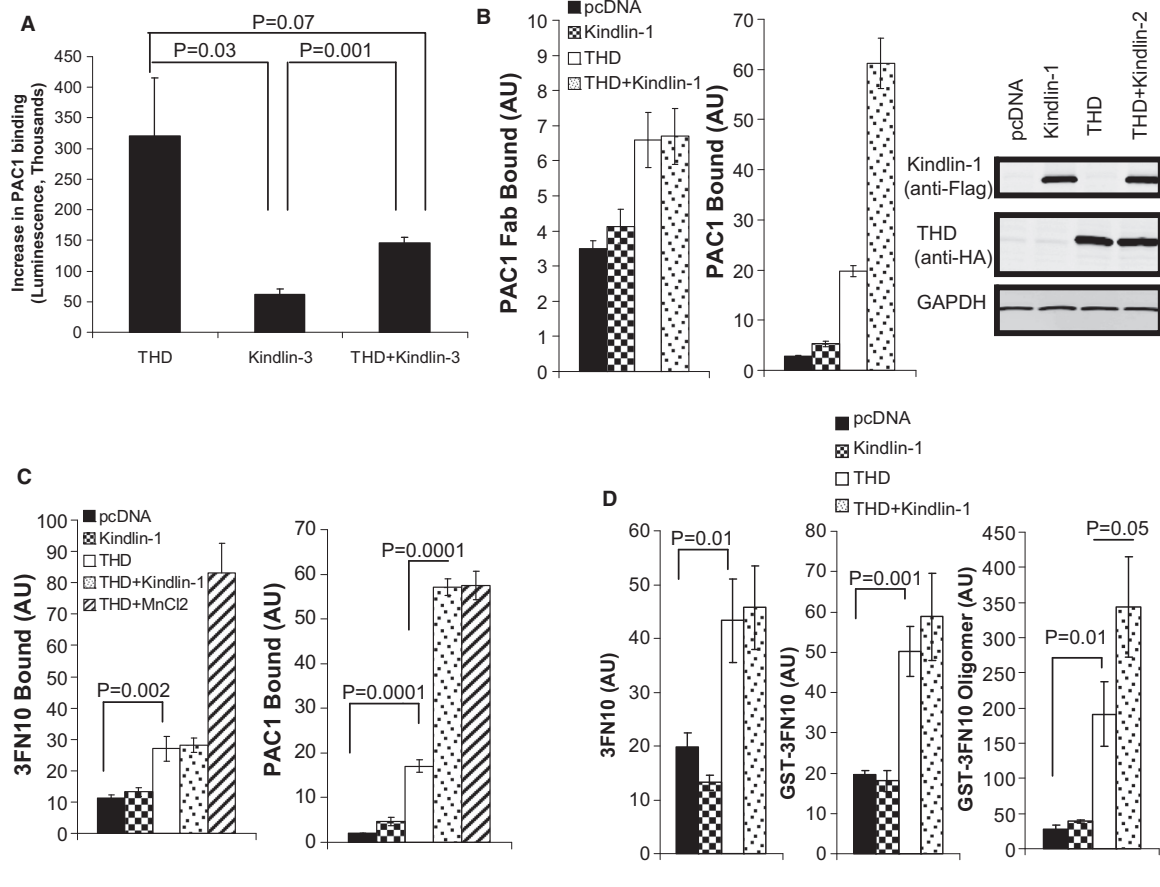 A
P=0.07
P=0.03
P=0.001
Increase in PAC1 binding
(Luminescence, Thousands)
450
400
350
300
250
200
150
100
50
0
THD
Kindlin-3
THD+Kindlin-3
B
pcDNA
Kindlin-1
THD
THD+Kindlin-1
PAC1 Fab Bound (AU)
10
9
8
7
6
5
4
3
2
1
0
PAC1 Bound (AU)
70
60
50
40
30
20
10
0
pcDNA
Kindlin-1
THD
THD+Kindlin-2
Kindlin-1
(anti-Flag)
THD
(anti-HA)
GAPDH
C
pcDNA
Kindlin-1
THD
THD+Kindlin-1
THD+MnCl2
3FN10 Bound (AU)
100
90
80
70
60
50
40
30
20
10
0
P=0.002
PAC1 Bound (AU)
70
60
50
40
30
20
10
0
P=0.0001
P=0.0001
pcDNA
Kindlin-1
THD
THD+Kindlin-1
D
3FN10 (AU)
60
50
40
30
20
10
0
P=0.01
GST-3FN10 (AU)
80
70
60
50
40
30
20
10
0
P=0.001
GST-3FN10 Oligomer (AU)
450
400
350
300
250
200
150
100
50
0
P=0.05
P=0.01